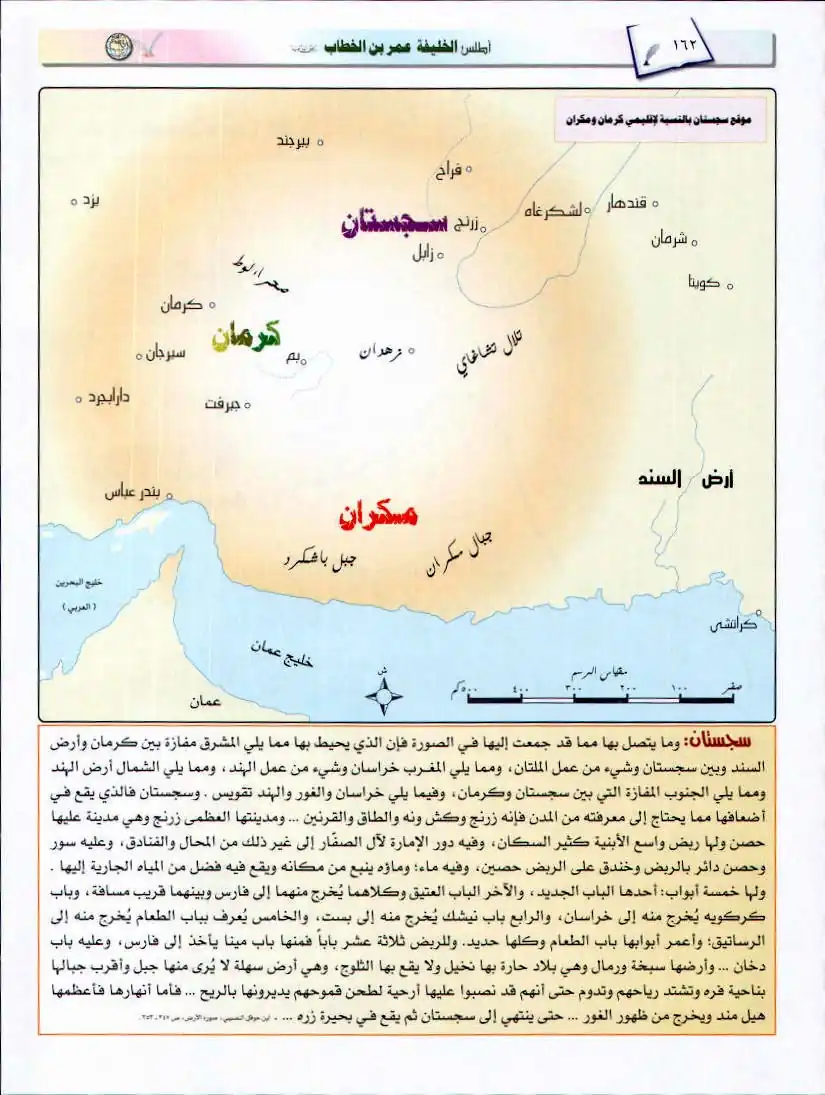 ١٦٢
أطلس الخليفة عمر بن الخطاب
موقع سجستان بالنسبة لإقليمي كرمان ومكران
بيرجند
فراح
يزد
قندهار
لشكرغاه
سجستان
زرنج
شرمان
زابل
كويتا
صحراء لوط
كرمان
كرمان
تلال تشاغاي
سيرجان
بم
زهدان
دارابجرد
جيرفت
أرض السند
بندر عباس
مكران
جبال مكران
جبل باشكرد
خليج البحرين
(العربي)
كراتشي
خليج عمان
ش
مقياس الرسم
صفر ١٠٠ ٢٠٠ ٣٠٠ ٤٠٠ ٥٠٠كم
عمان
سجستان: وما يتصل بها مما قد جمعت إليها في الصورة فإن الذي يحيط بها مما يلي المشرق مفازة بين كرمان وأرض
السند وبين سجستان وشيء من عمل الملتان، ومما يلي المغرب خراسان وشيء من عمل الهند، ومما يلي الشمال أرض الهند
ومما يلي الجنوب المفازة التي بين سجستان وكرمان، وفيما يلي خراسان والغور والهند تقويس. وسجستان فالذي يقع في
أضعافها مما يحتاج إلى معرفته من المدن فإنه زرنج وكش ونه والطاق والقرنين ... ومدينتها العظمى زرنج وهي مدينة عليها
حصن ولها ربض واسع الأبنية كثير السكان، وفيه دور الإمارة لآل الصفّار إلى غير ذلك من المحال والفنادق، وعليه سور
وحصن دائر بالربض وخندق على الربض حصين، وفيه ماء؛ وماؤه ينبع من مكانه ويقع فيه فضل من المياه الجارية إليها.
ولها خمسة أبواب: أحدها الباب الجديد، والآخر الباب العتيق وكلاهما يُخرج منهما إلى فارس وبينهما قريب مسافة، وباب
كركويه يُخرج منه إلى خراسان، والرابع باب نيشك يُخرج منه إلى بست، والخامس يُعرف بباب الطعام يُخرج منه إلى
الرساتيق؛ وأعمر أبوابها باب الطعام وكلها حديد. وللربض ثلاثة عشر باباً فمنها باب مينا يأخذ إلى فارس، وعليه باب
دخان ... وأرضها سبخة ورمال وهي بلاد حارة بها نخيل ولا يقع بها الثلوج، وهي أرض سهلة لا يُرى منها جبل وأقرب جبالها
بناحية فره وتشتد رياحهم وتدوم حتى أنهم قد نصبوا عليها أرحية لطحن قموحهم يديرونها بالريح ... فأما أنهارها فأعظمها
هيل مند ويخرج من ظهور الغور ... حتى ينتهي إلى سجستان ثم يقع في بحيرة زره ... . ابن حوقل النصيبي، صورة الأرض، ص ٣٤٧ - ٣٥٣.